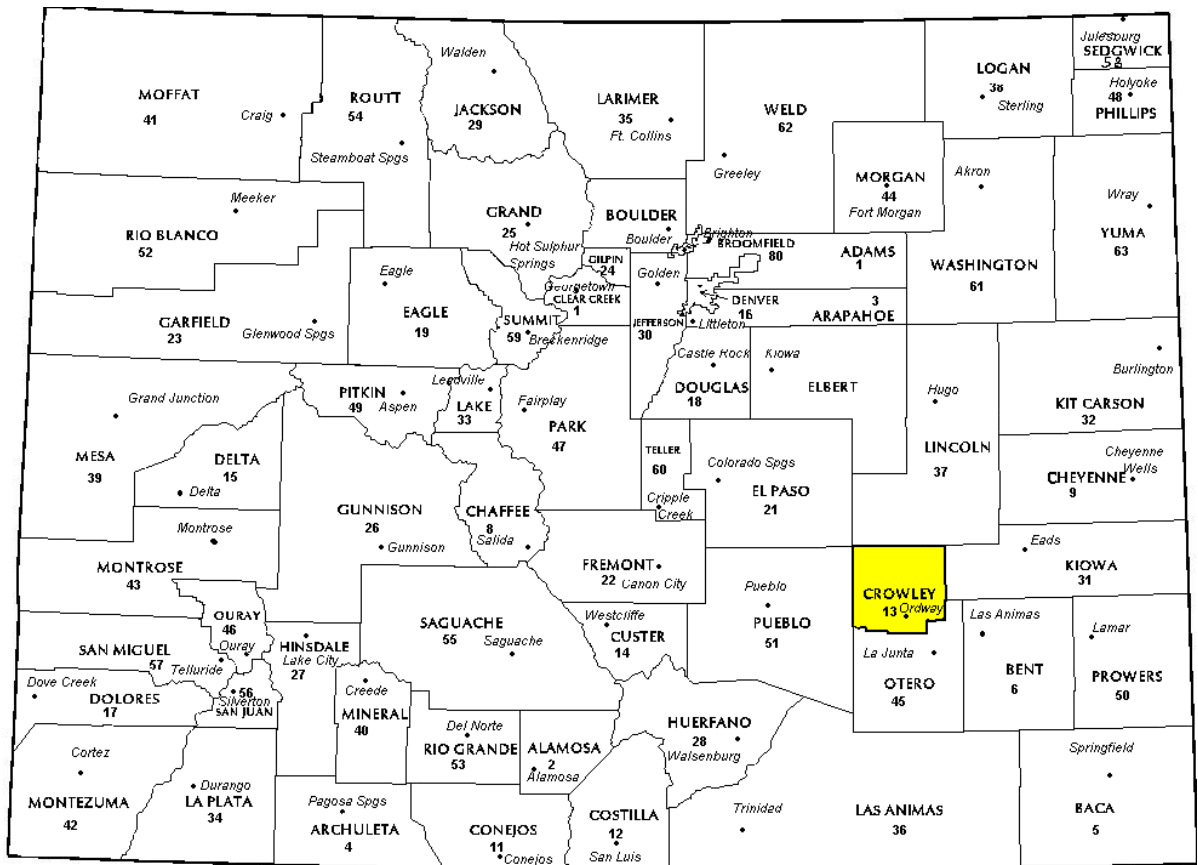 Julesburg
SEDGWICK
58
Walden
LOGAN
38
Sterling
Holyoke
48
PHILLIPS
MOFFAT
41
Craig
ROUTT
54
Steamboat Spgs
JACKSON
29
LARIMER
35
Ft. Collins
WELD
62
Greeley
MORGAN
44
Fort Morgan
Akron
Wray
YUMA
63
Meeker
RIO BLANCO
52
GRAND
25
Hot Sulphur
Springs
BOULDER
Boulder
Brighton
BROOMFIELD
80
ADAMS
1
WASHINGTON
61
GILPIN
24
Golden
Eagle
EAGLE
19
Georgetown
CLEAR CREEK
1
DENVER
16
3
ARAPAHOE
GARFIELD
23
Glenwood Spgs
SUMMIT
59
Breckenridge
JEFFERSON
30
Littleton
Castle Rock
DOUGLAS
18
Kiowa
ELBERT
Hugo
Burlington
KIT CARSON
32
Grand Junction
MESA
39
PITKIN
49
Aspen
Leedville
LAKE
33
Fairplay
PARK
47
TELLER
60
Cripple
Creek
Colorado Spgs
EL PASO
21
LINCOLN
37
Cheyenne
Wells
CHEYENNE
9
DELTA
15
Delta
GUNNISON
26
Gunnison
CHAFFEE
8
Salida
Montrose
MONTROSE
43
FREMONT
22
Canon City
Pueblo
PUEBLO
51
CROWLEY
13
Ordway
Eads
KIOWA
31
OURAY
46
Ouray
HINSDALE
Lake City
27
SAGUACHE
55
Saguache
Westcliffe
CUSTER
14
La Junta
OTERO
45
Las Animas
BENT
6
Lamar
PROWERS
50
SAN MIGUEL
57
Telluride
Dove Creek
DOLORES
17
56
Silverton
SAN JUAN
Creede
MINERAL
40
Del Norte
RIO GRANDE
53
ALAMOSA
2
Alamosa
HUERFANO
28
Walsenburg
Cortez
MONTEZUMA
42
Durango
LA PLATA
34
Pagosa Spgs
ARCHULETA
4
CONEJOS
11
Conejos
COSTILLA
12
San Luis
Trinidad
LAS ANIMAS
36
Springfield
BACA
5